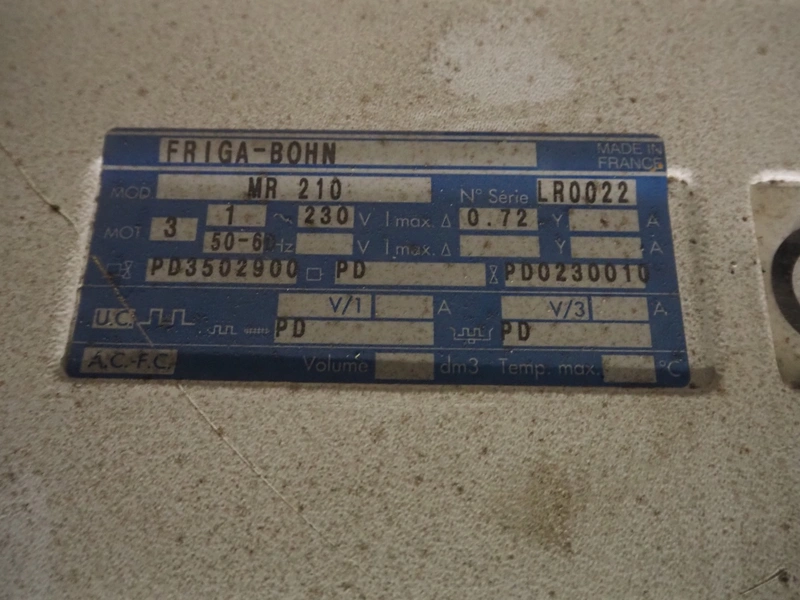 FRIGA-BOHN MADE IN
FRANCE
MOD MR 210 N° Série LR0022
MOT 3 1 ~ 230 V I max. Δ 0.72 Y A
50-60Hz V I max. Δ Y A
PD3502900 PD PD0230010
V/1 A V/3 A
U.C. PD PD
A.C.-F.C. Volume dm3 Temp. max. °C